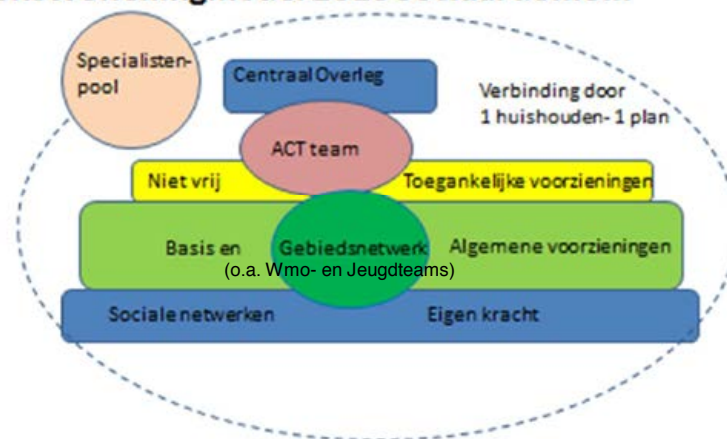 Specialisten-
pool
Centraal Overleg
Verbinding door
1 huishouden- 1 plan
ACT team
Niet vrij
Toegankelijke voorzieningen
Basis en
Gebiedsnetwerk
Algemene voorzieningen
(o.a. Wmo- en Jeugdteams)
Sociale netwerken
Eigen kracht